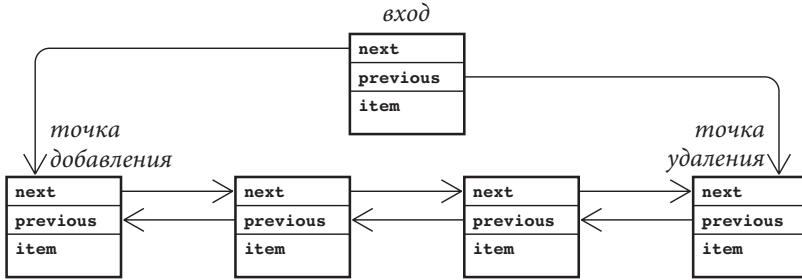 вход
next
previous
item
точка
добавления
точка
удаления
next
previous
item
next
previous
item
next
previous
item
next
previous
item